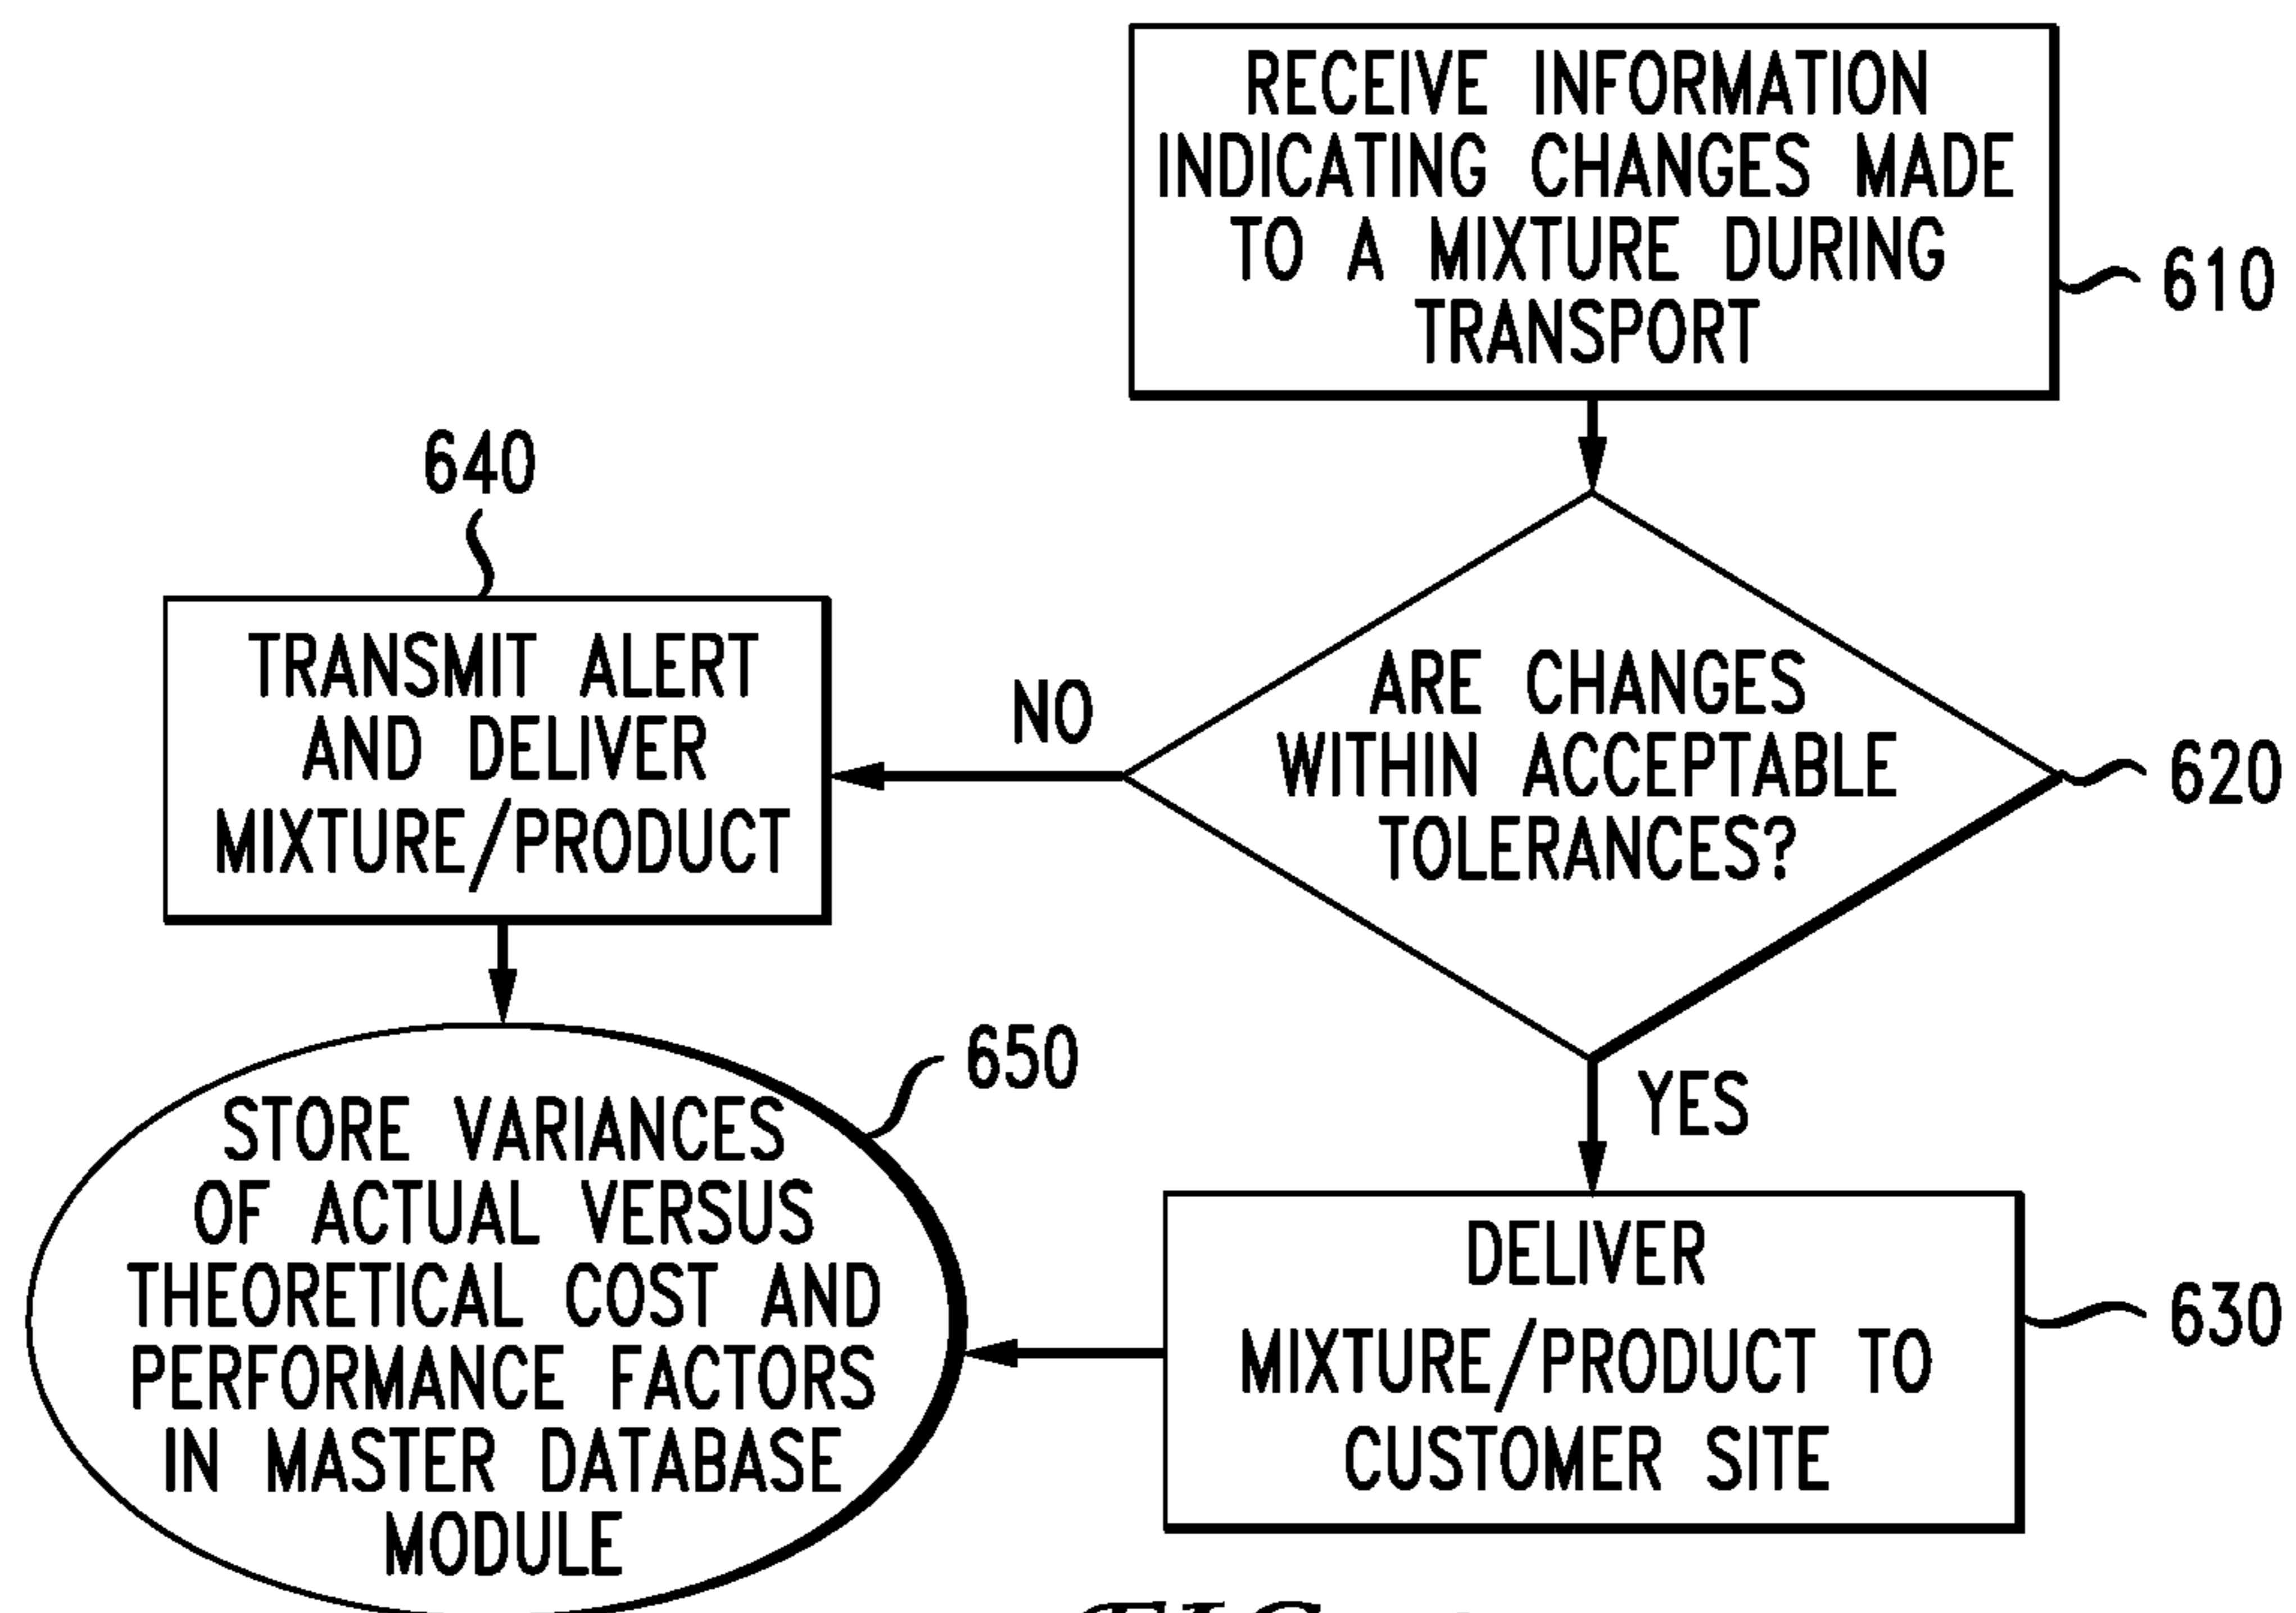 RECEIVE INFORMATION
INDICATING CHANGES MADE
TO A MIXTURE DURING
TRANSPORT
610
640
TRANSMIT ALERT
AND DELIVER
MIXTURE/PRODUCT
NO
ARE CHANGES
WITHIN ACCEPTABLE
TOLERANCES?
620
YES
650
STORE VARIANCES
OF ACTUAL VERSUS
THEORETICAL COST AND
PERFORMANCE FACTORS
IN MASTER DATABASE
MODULE
DELIVER
MIXTURE/PRODUCT TO
CUSTOMER SITE
630